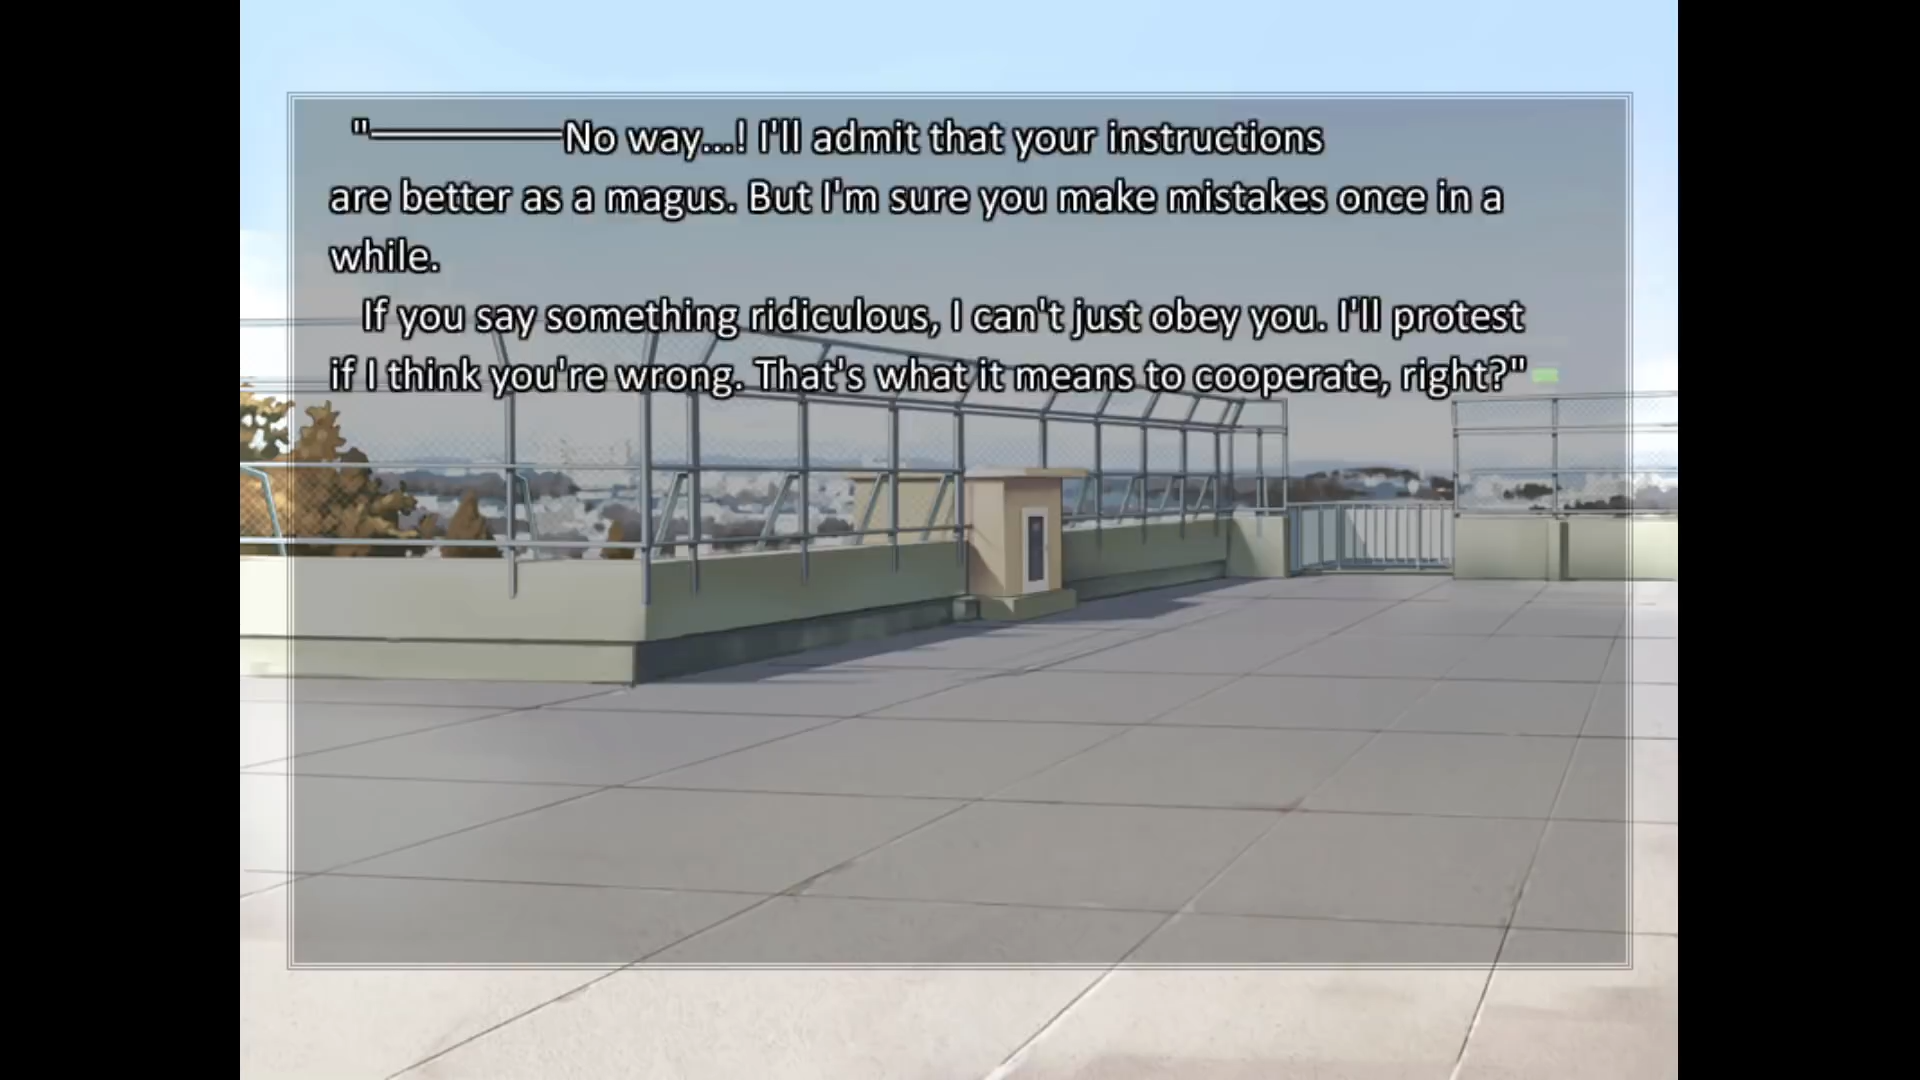 "──────No way...! I'll admit that your instructions
are better as a magus. But I'm sure you make mistakes once in a
while.
If you say something ridiculous, I can't just obey you. I'll protest
if I think you're wrong. That's what it means to cooperate, right?"